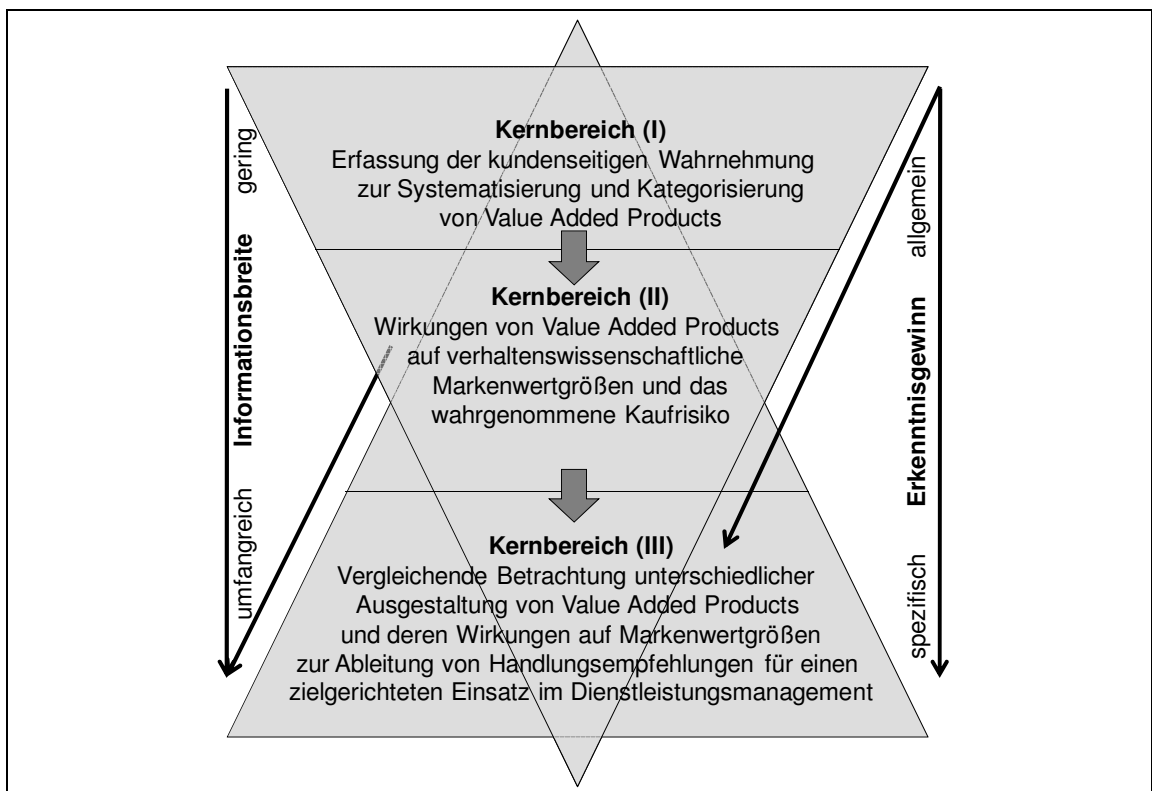 Kernbereich (I)
Erfassung der kundenseitigen Wahrnehmung
zur Systematisierung und Kategorisierung
von Value Added Products
Kernbereich (II)
Wirkungen von Value Added Products
auf verhaltenswissenschaftliche
Markenwertgrößen und das
wahrgenommene Kaufrisiko
Kernbereich (III)
Vergleichende Betrachtung unterschiedlicher
Ausgestaltung von Value Added Products
und deren Wirkungen auf Markenwertgrößen
zur Ableitung von Handlungsempfehlungen für einen
zielgerichteten Einsatz im Dienstleistungsmanagement
gering
Informationsbreite
umfangreich
allgemein
Erkenntnisgewinn
spezifisch